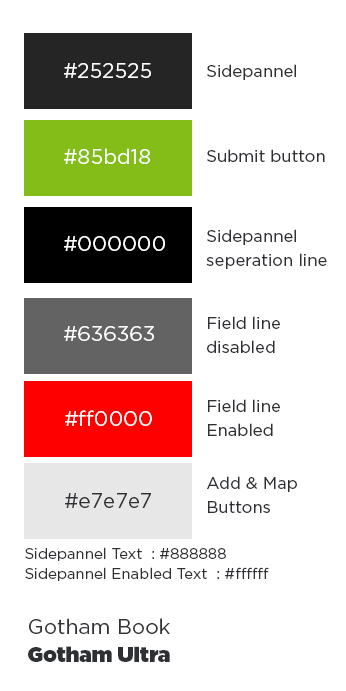 #252525 Sidepannel
#85bd18 Submit button
#000000 Sidepannel
seperation line
#636363 Field line
disabled
#ff0000 Field line
Enabled
#e7e7e7 Add & Map
Buttons
Sidepannel Text : #888888
Sidepannel Enabled Text : #ffffff
Gotham Book
Gotham Ultra